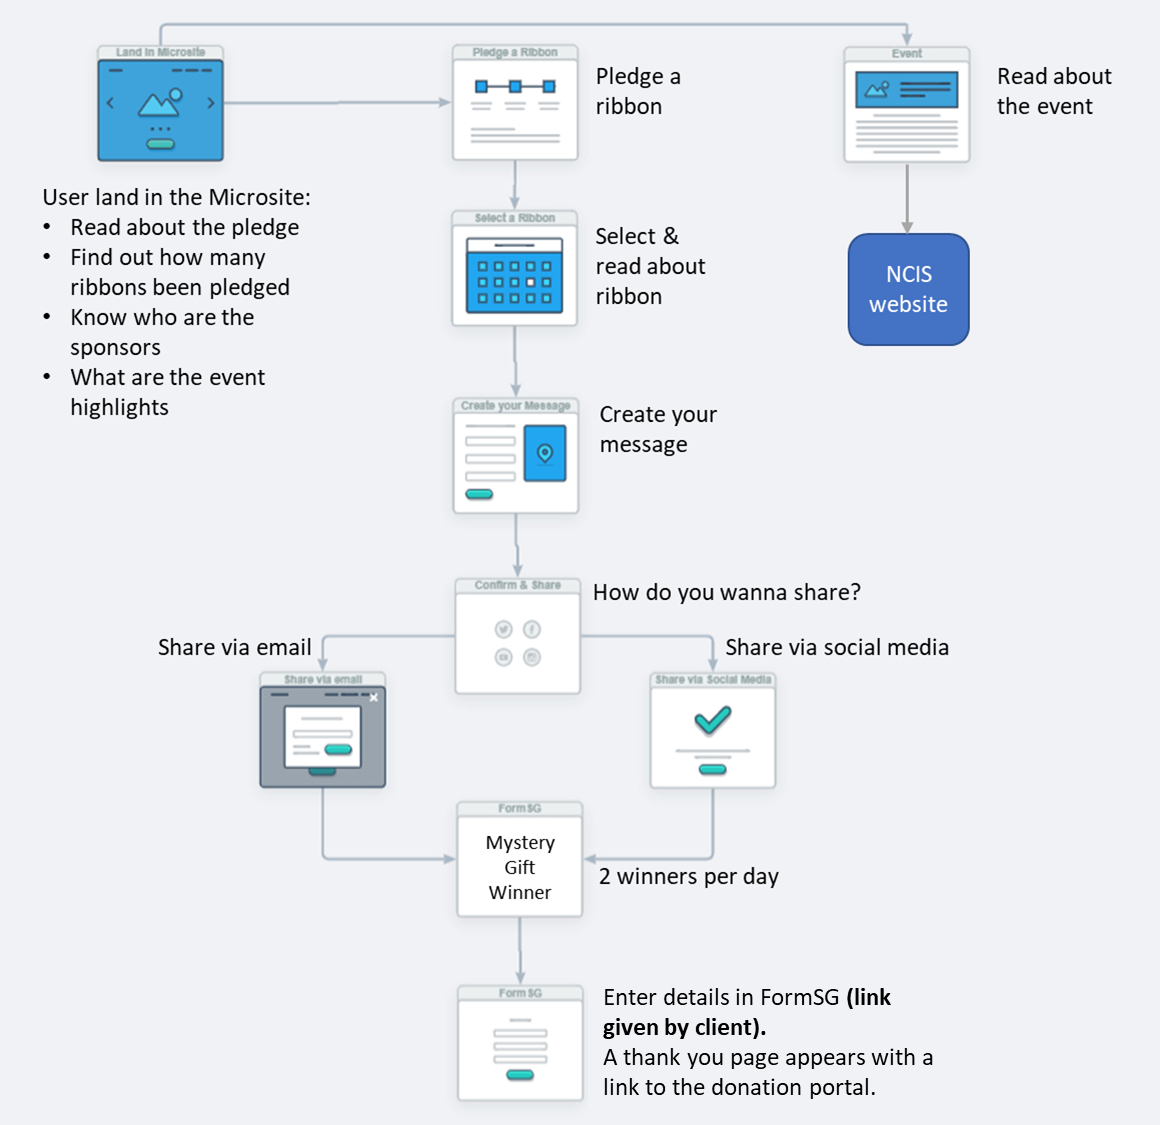 Land in Microsite
Pledge a Ribbon
Event
Pledge a
ribbon
Read about
the event
User land in the Microsite:
• Read about the pledge
• Find out how many
ribbons been pledged
• Know who are the
sponsors
• What are the event
highlights
Select a Ribbon
Select &
read about
ribbon
NCIS
website
Create your Message
Create your
message
Confirm & Share
How do you wanna share?
Share via email
Share via social media
Share via email
Share via Social Media
FormSG
Mystery
Gift
Winner
2 winners per day
FormSG
Enter details in FormSG (link
given by client).
A thank you page appears with a
link to the donation portal.